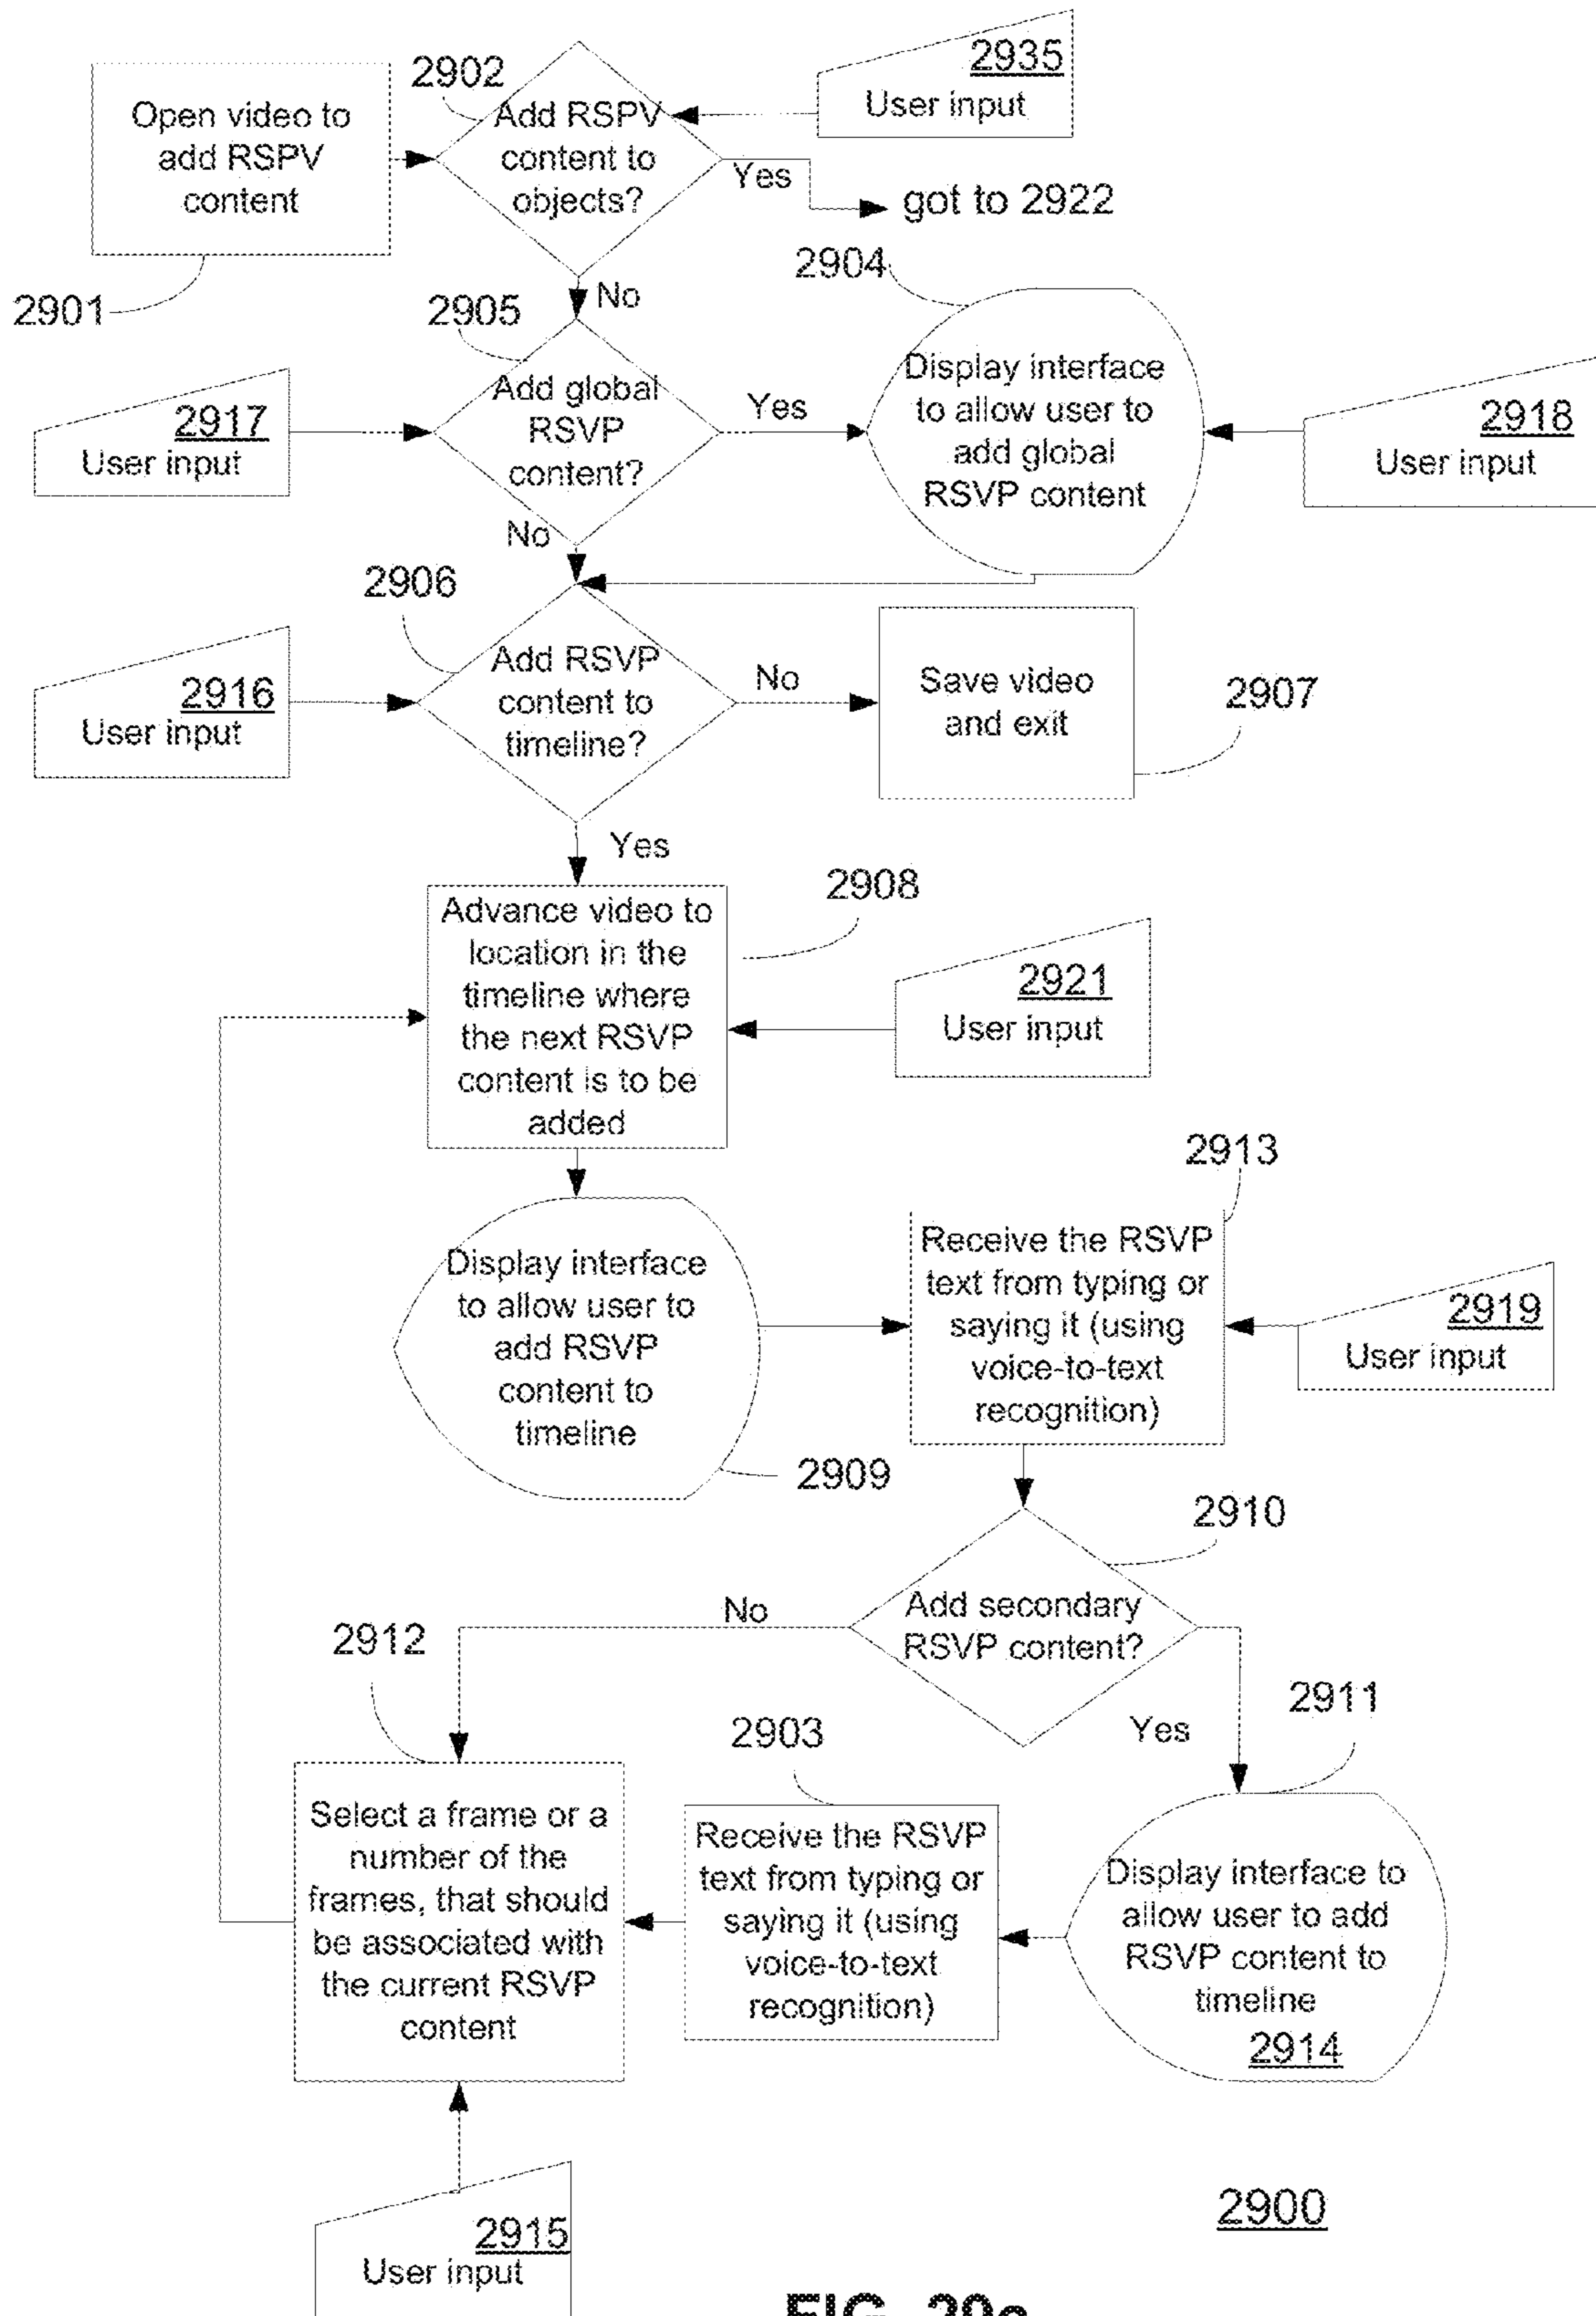 2902
2935
User input
Open video to
add RSPV
content
Add RSPV
content to
objects?
Yes
got to 2922
2901
No
2904
2905
Display interface
to allow user to
add global
RSVP content
2917
User input
Add global
RSVP
content?
Yes
2918
User input
No
2906
2916
User input
Add RSVP
content to
timeline?
No
Save video
and exit
2907
Yes
2908
Advance video to
location in the
timeline where
the next RSVP
content is to be
added
2921
User input
2913
Display interface
to allow user to
add RSVP
content to
timeline
Receive the RSVP
text from typing or
saying it (using
voice-to-text
recognition)
2919
User input
2909
2910
Add secondary
RSVP content?
No
2912
Yes
2911
2903
Select a frame or a
number of the
frames, that should
be associated with
the current RSVP
content
Receive the RSVP
text from typing or
saying it (using
voice-to-text
recognition)
Display interface to
allow user to add
RSVP content to
timeline
2914
2915
User input
2900
FIG. 29a